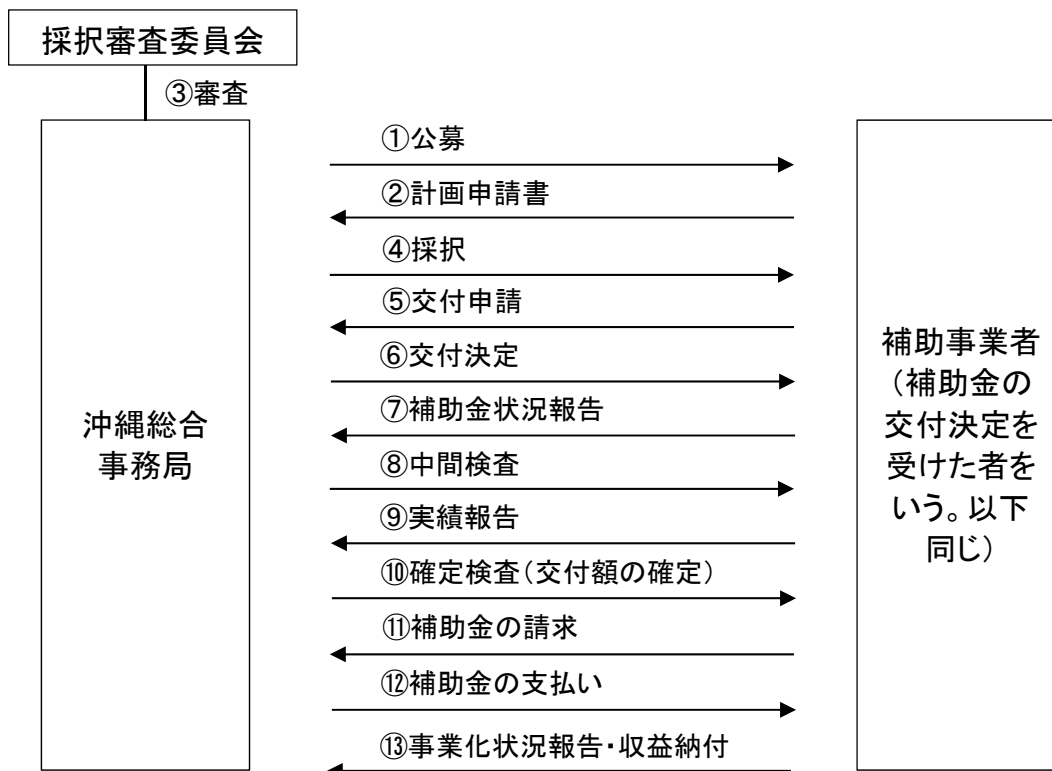 採択審査委員会
③審査
①公募
②計画申請書
④採択
⑤交付申請
⑥交付決定
⑦補助金状況報告
⑧中間検査
⑨実績報告
⑩確定検査(交付額の確定)
⑪補助金の請求
⑫補助金の支払い
⑬事業化状況報告・収益納付
沖縄総合
事務局
補助事業者
(補助金の
交付決定を
受けた者を
いう。以下
同じ)